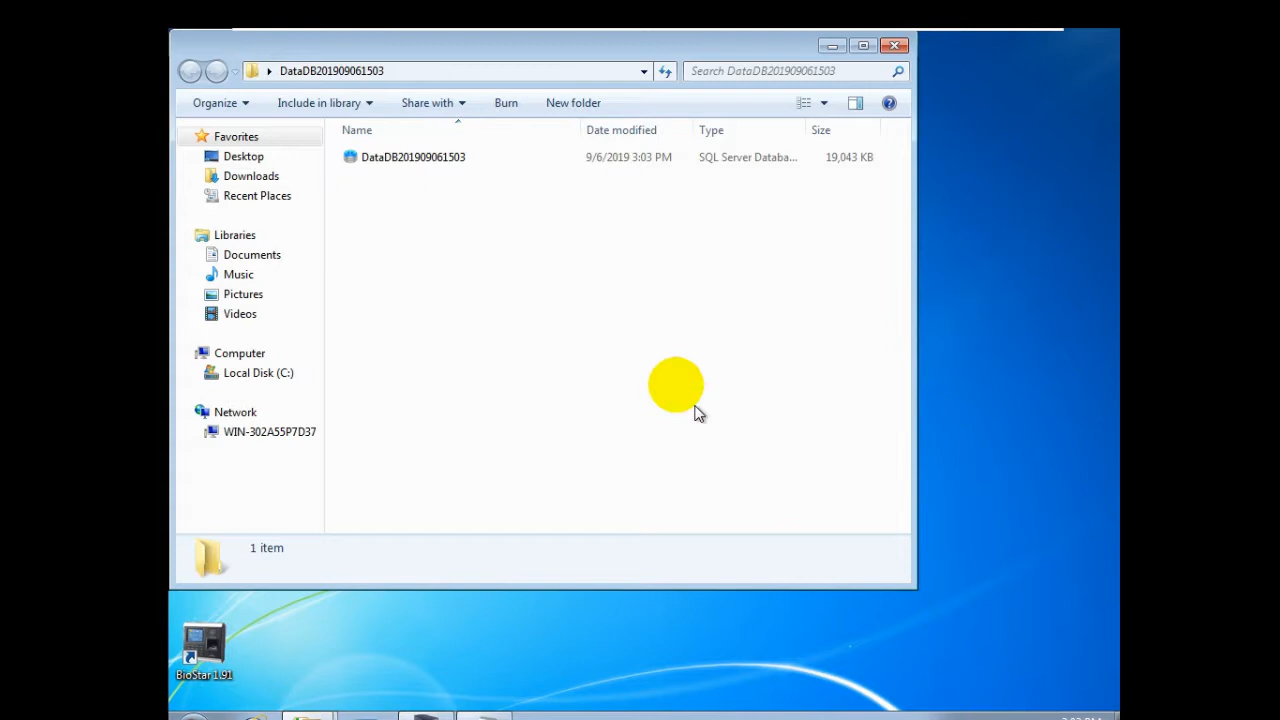 DataDB201909061503
Search DataDB201909061503
Organize
Include in library
Share with
Burn
New folder
Name
Date modified
Type
Size
DataDB201909061503
9/6/2019 3:03 PM
SQL Server Databa...
19,043 KB
Favorites
Desktop
Downloads
Recent Places
Libraries
Documents
Music
Pictures
Videos
Computer
Local Disk (C:)
Network
WIN-302A55P7D37
1 item
BioStar 1.91